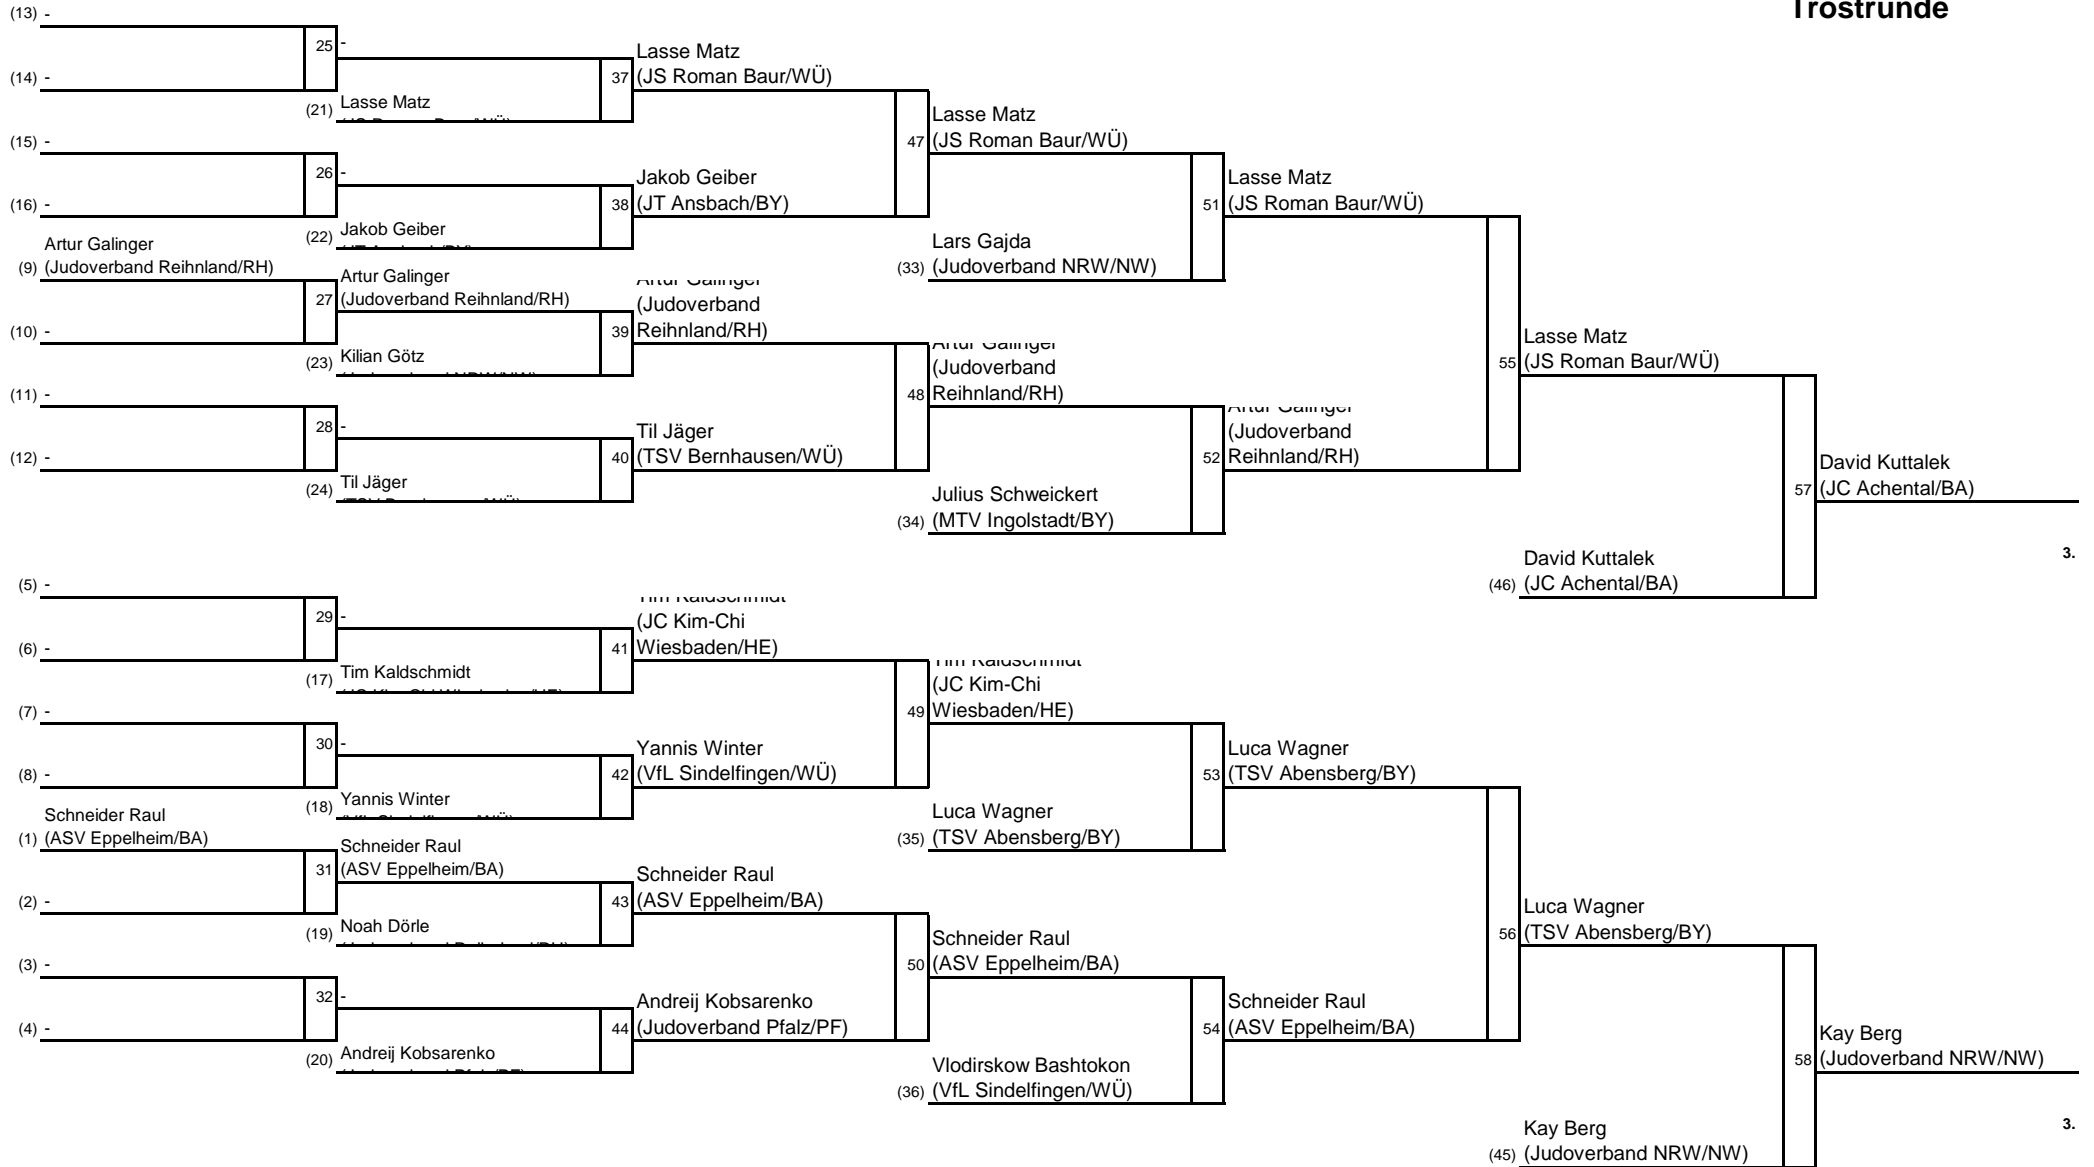 Trostrunde
(13) -
25 -
(14) -
(21) Lasse Matz
37 Lasse Matz
(JS Roman Baur/WÜ)
(15) -
26 -
(16) -
(22) Jakob Geiber
38 Jakob Geiber
(JT Ansbach/BY)
47 Lasse Matz
(JS Roman Baur/WÜ)
Artur Galinger
(9) (Judoverband Reihnland/RH)
27 Artur Galinger
(Judoverband Reihnland/RH)
(10) -
(23) Kilian Götz
39 Artur Galinger
(Judoverband
Reihnland/RH)
(33) Lars Gajda
(Judoverband NRW/NW)
51 Lasse Matz
(JS Roman Baur/WÜ)
(11) -
28 -
(12) -
(24) Til Jäger
40 Til Jäger
(TSV Bernhausen/WÜ)
48 Artur Galinger
(Judoverband
Reihnland/RH)
(34) Julius Schweickert
(MTV Ingolstadt/BY)
52 Artur Galinger
(Judoverband
Reihnland/RH)
55 Lasse Matz
(JS Roman Baur/WÜ)
(46) David Kuttalek
(JC Achental/BA)
57 David Kuttalek
(JC Achental/BA)
3.
(5) -
29 -
(6) -
(17) Tim Kaldschmidt
41 Tim Kaldschmidt
(JC Kim-Chi
Wiesbaden/HE)
(7) -
30 -
(8) -
(18) Yannis Winter
42 Yannis Winter
(VfL Sindelfingen/WÜ)
49 Tim Kaldschmidt
(JC Kim-Chi
Wiesbaden/HE)
(35) Luca Wagner
(TSV Abensberg/BY)
53 Luca Wagner
(TSV Abensberg/BY)
Schneider Raul
(1) (ASV Eppelheim/BA)
31 Schneider Raul
(ASV Eppelheim/BA)
(2) -
(19) Noah Dörle
43 Schneider Raul
(ASV Eppelheim/BA)
(3) -
32 -
(4) -
(20) Andreij Kobsarenko
44 Andreij Kobsarenko
(Judoverband Pfalz/PF)
50 Schneider Raul
(ASV Eppelheim/BA)
(36) Vlodirskow Bashtokon
(VfL Sindelfingen/WÜ)
54 Schneider Raul
(ASV Eppelheim/BA)
56 Luca Wagner
(TSV Abensberg/BY)
(45) Kay Berg
(Judoverband NRW/NW)
58 Kay Berg
(Judoverband NRW/NW)
3.